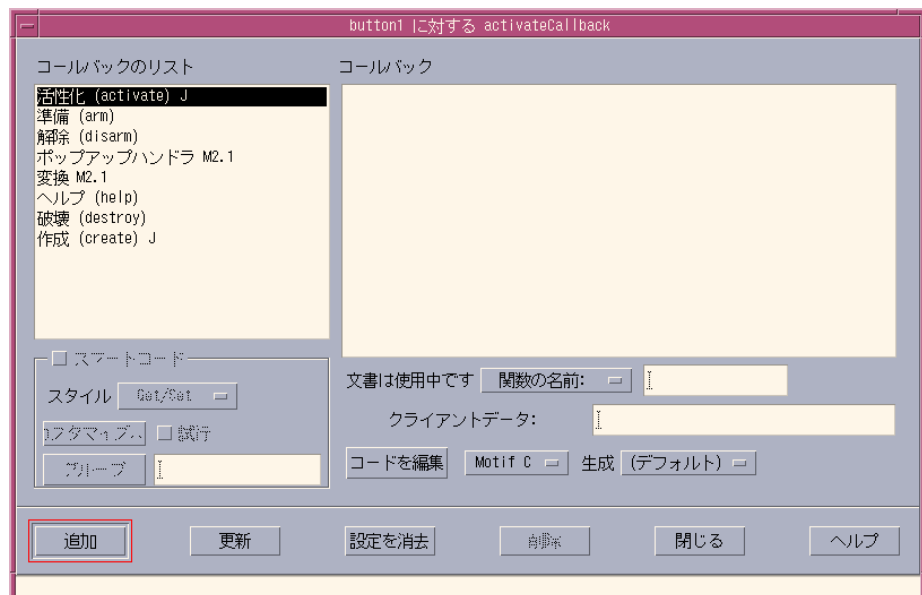 button1 に対する activateCallback
コールバックのリスト
コールバック
活性化 (activate) J
準備 (arm)
解除 (disarm)
ポップアップハンドラ M2.1
変換 M2.1
ヘルプ (help)
破壊 (destroy)
作成 (create) J
スマートコード
スタイル Get/Set
試行
グループ
文書は使用中です 関数の名前:
クライアントデータ:
コードを編集 Motif C 生成 (デフォルト)
追加 更新 設定を消去 削除 閉じる ヘルプ